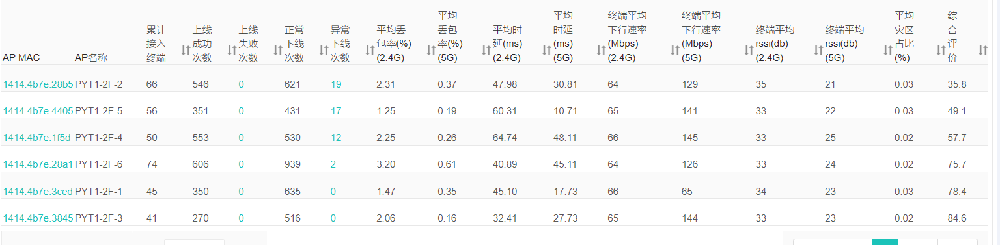 AP MAC AP名称 累计接入终端 上线成功次数 上线失败次数 正常下线次数 异常下线次数 平均丢包率(%)(2.4G) 平均丢包率(%)(5G) 平均时延(ms)(2.4G) 平均时延(ms)(5G) 终端平均下行速率(Mbps)(2.4G) 终端平均下行速率(Mbps)(5G) 终端平均rssi(db)(2.4G) 终端平均rssi(db)(5G) 平均灾区占比(%) 综合评价
1414.4b7e.28b5 PYT1-2F-2 66 546 0 621 19 2.31 0.37 47.98 30.81 64 129 35 21 0.03 35.8
1414.4b7e.4405 PYT1-2F-5 56 351 0 431 17 1.25 0.19 60.31 10.71 65 141 33 22 0.03 49.1
1414.4b7e.1f5d PYT1-2F-4 50 553 0 530 12 2.25 0.26 64.74 48.11 66 145 33 25 0.02 57.7
1414.4b7e.28a1 PYT1-2F-6 74 606 0 939 2 3.20 0.61 40.89 45.11 64 126 33 24 0.02 75.7
1414.4b7e.3ced PYT1-2F-1 45 350 0 635 0 1.47 0.35 45.10 17.73 66 65 34 23 0.03 78.4
1414.4b7e.3845 PYT1-2F-3 41 270 0 516 0 2.06 0.16 32.41 27.73 65 144 33 23 0.02 84.6